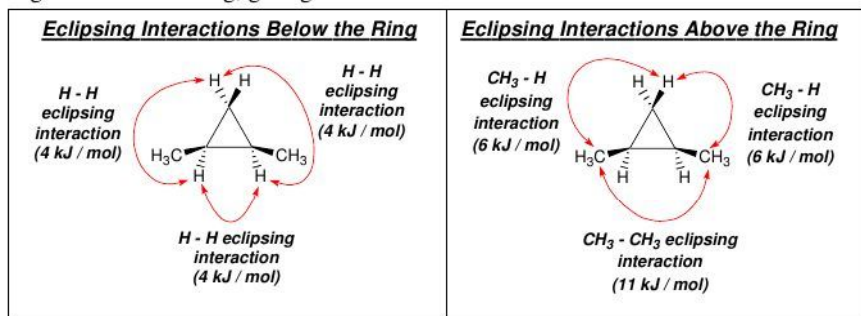 Eclipsing Interactions Below the Ring
H - H
eclipsing
interaction
(4 kJ / mol)
H H
H - H
eclipsing
interaction
(4 kJ / mol)
H₃C
CH₃
H H
H - H eclipsing
interaction
(4 kJ / mol)
Eclipsing Interactions Above the Ring
CH₃ - H
eclipsing
interaction
(6 kJ / mol)
H H
CH₃ - H
eclipsing
interaction
(6 kJ / mol)
H₃C
CH₃
H H
CH₃ - CH₃ eclipsing
interaction
(11 kJ / mol)